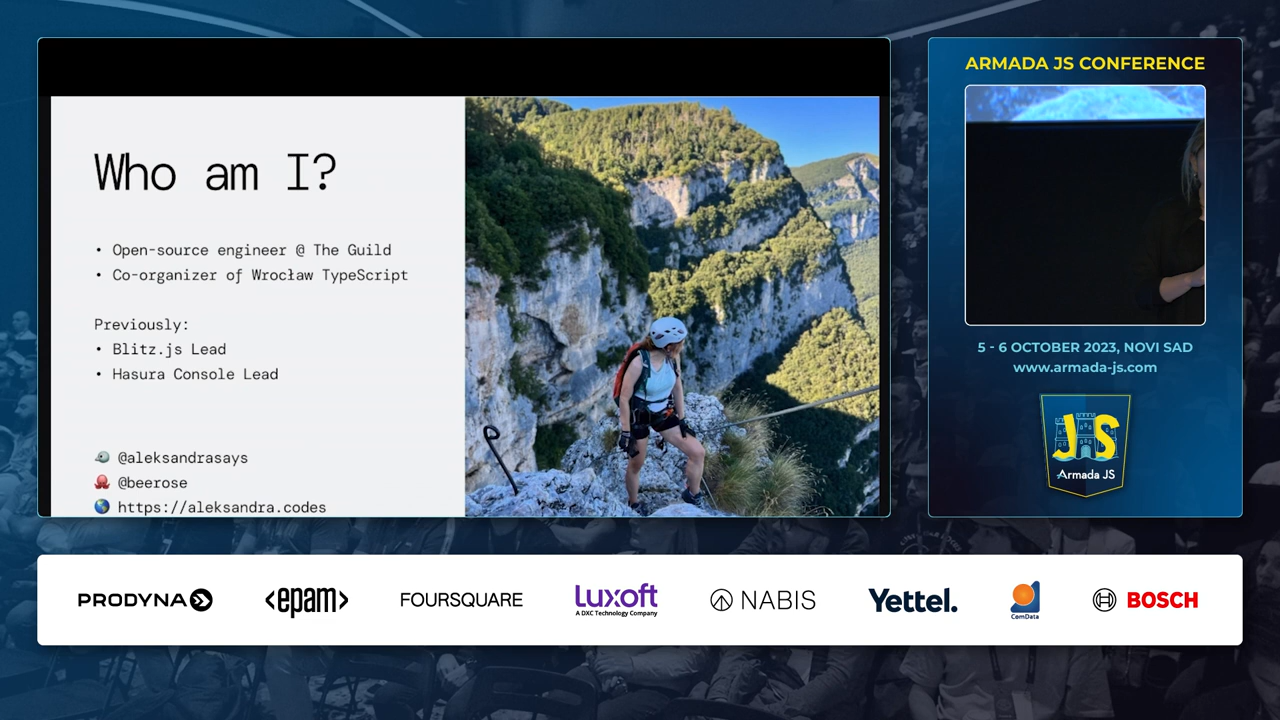 Who am I?
• Open-source engineer @ The Guild
• Co-organizer of Wrocław TypeScript
Previously:
• Blitz.js Lead
• Hasura Console Lead
@aleksandrasays
@beerose
https://aleksandra.codes
ARMADA JS CONFERENCE
5 - 6 OCTOBER 2023, NOVI SAD
www.armada-js.com
JS
Armada JS
PRODYNA
<epam>
FOURSQUARE
Luxoft
A DXC Technology Company
NABIS
Yettel.
ComData
BOSCH